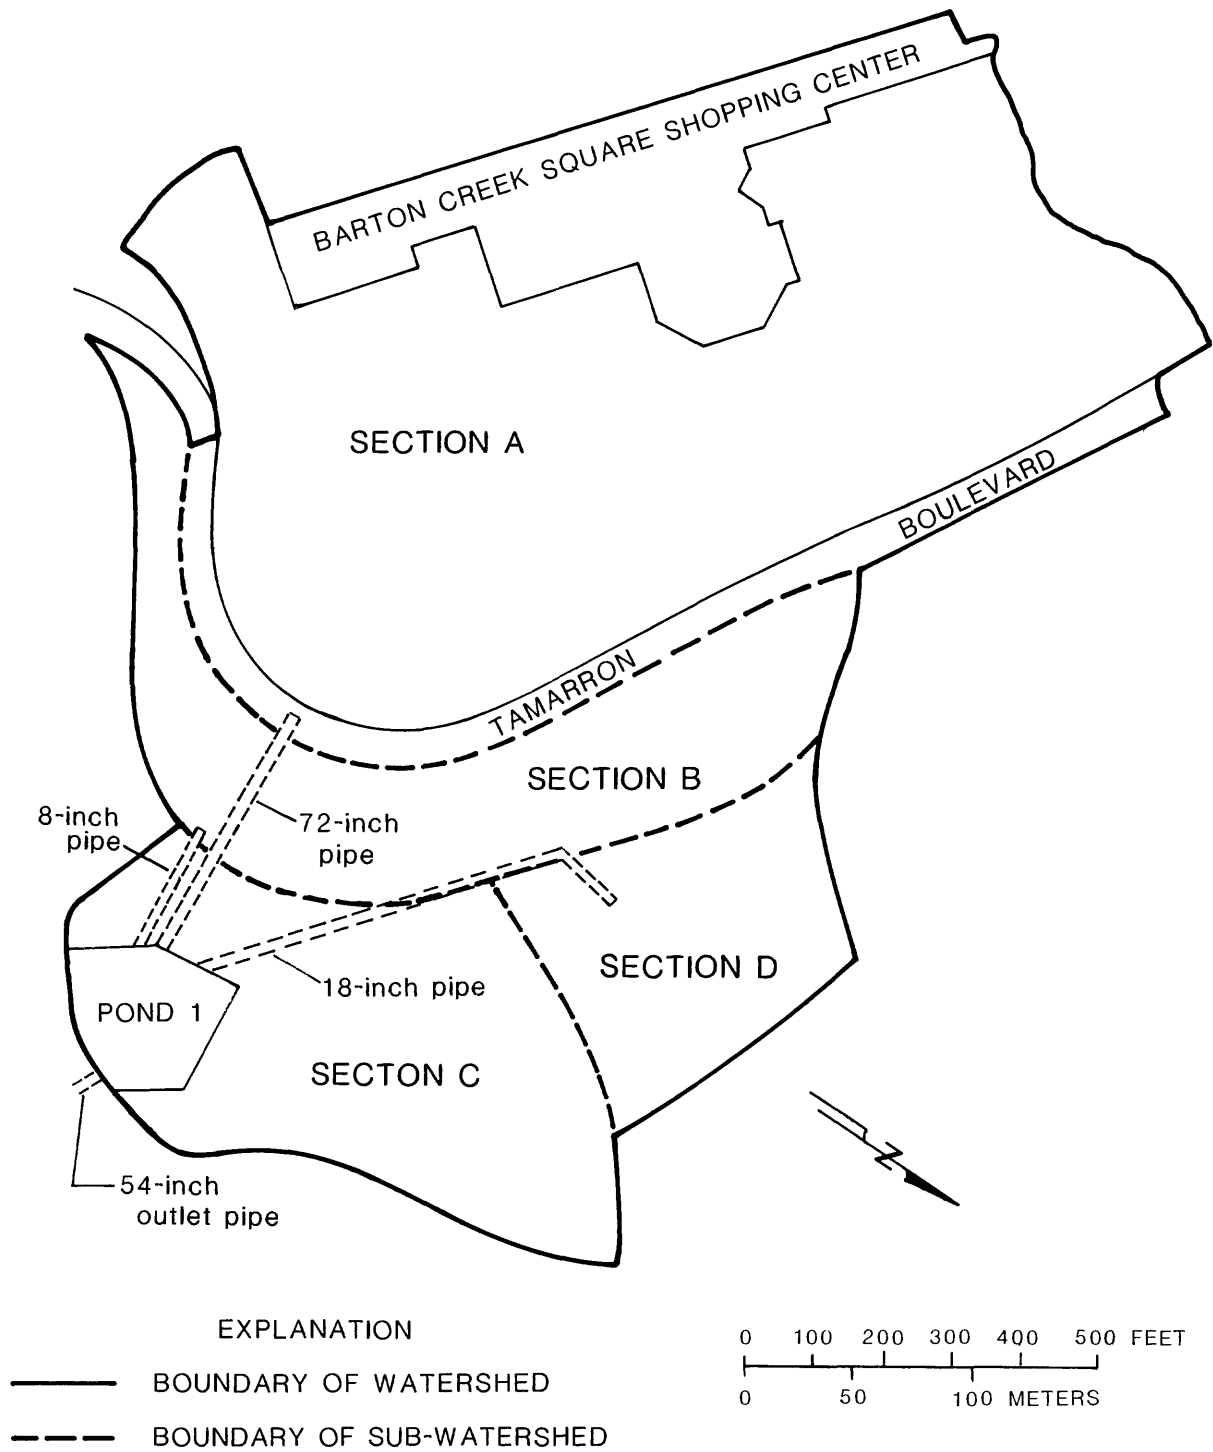 BARTON CREEK SQUARE SHOPPING CENTER
SECTION A
BOULEVARD
TAMARRON
SECTION B
8-inch
pipe
72-inch
pipe
SECTION D
18-inch pipe
POND 1
SECTON C
N
54-inch
outlet pipe
EXPLANATION
BOUNDARY OF WATERSHED
BOUNDARY OF SUB-WATERSHED
0 100 200 300 400 500 FEET
0 50 100 METERS